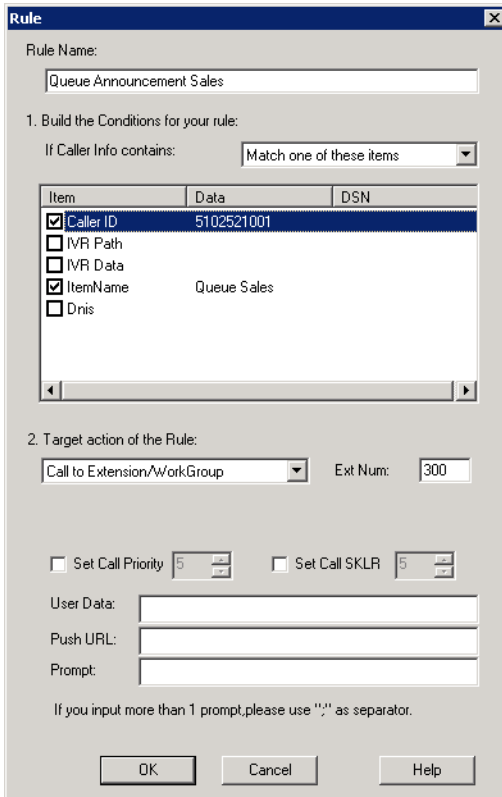 Rule
Rule Name:
Queue Announcement Sales
1. Build the Conditions for your rule:
If Caller Info contains: Match one of these items
Item Data DSN
Caller ID 5102521001
IVR Path
IVR Data
ItemName Queue Sales
Dnis
2. Target action of the Rule:
Call to Extension/WorkGroup Ext Num: 300
Set Call Priority 5 Set Call SKLR 5
User Data:
Push URL:
Prompt:
If you input more than 1 prompt,please use ";" as separator.
OK Cancel Help